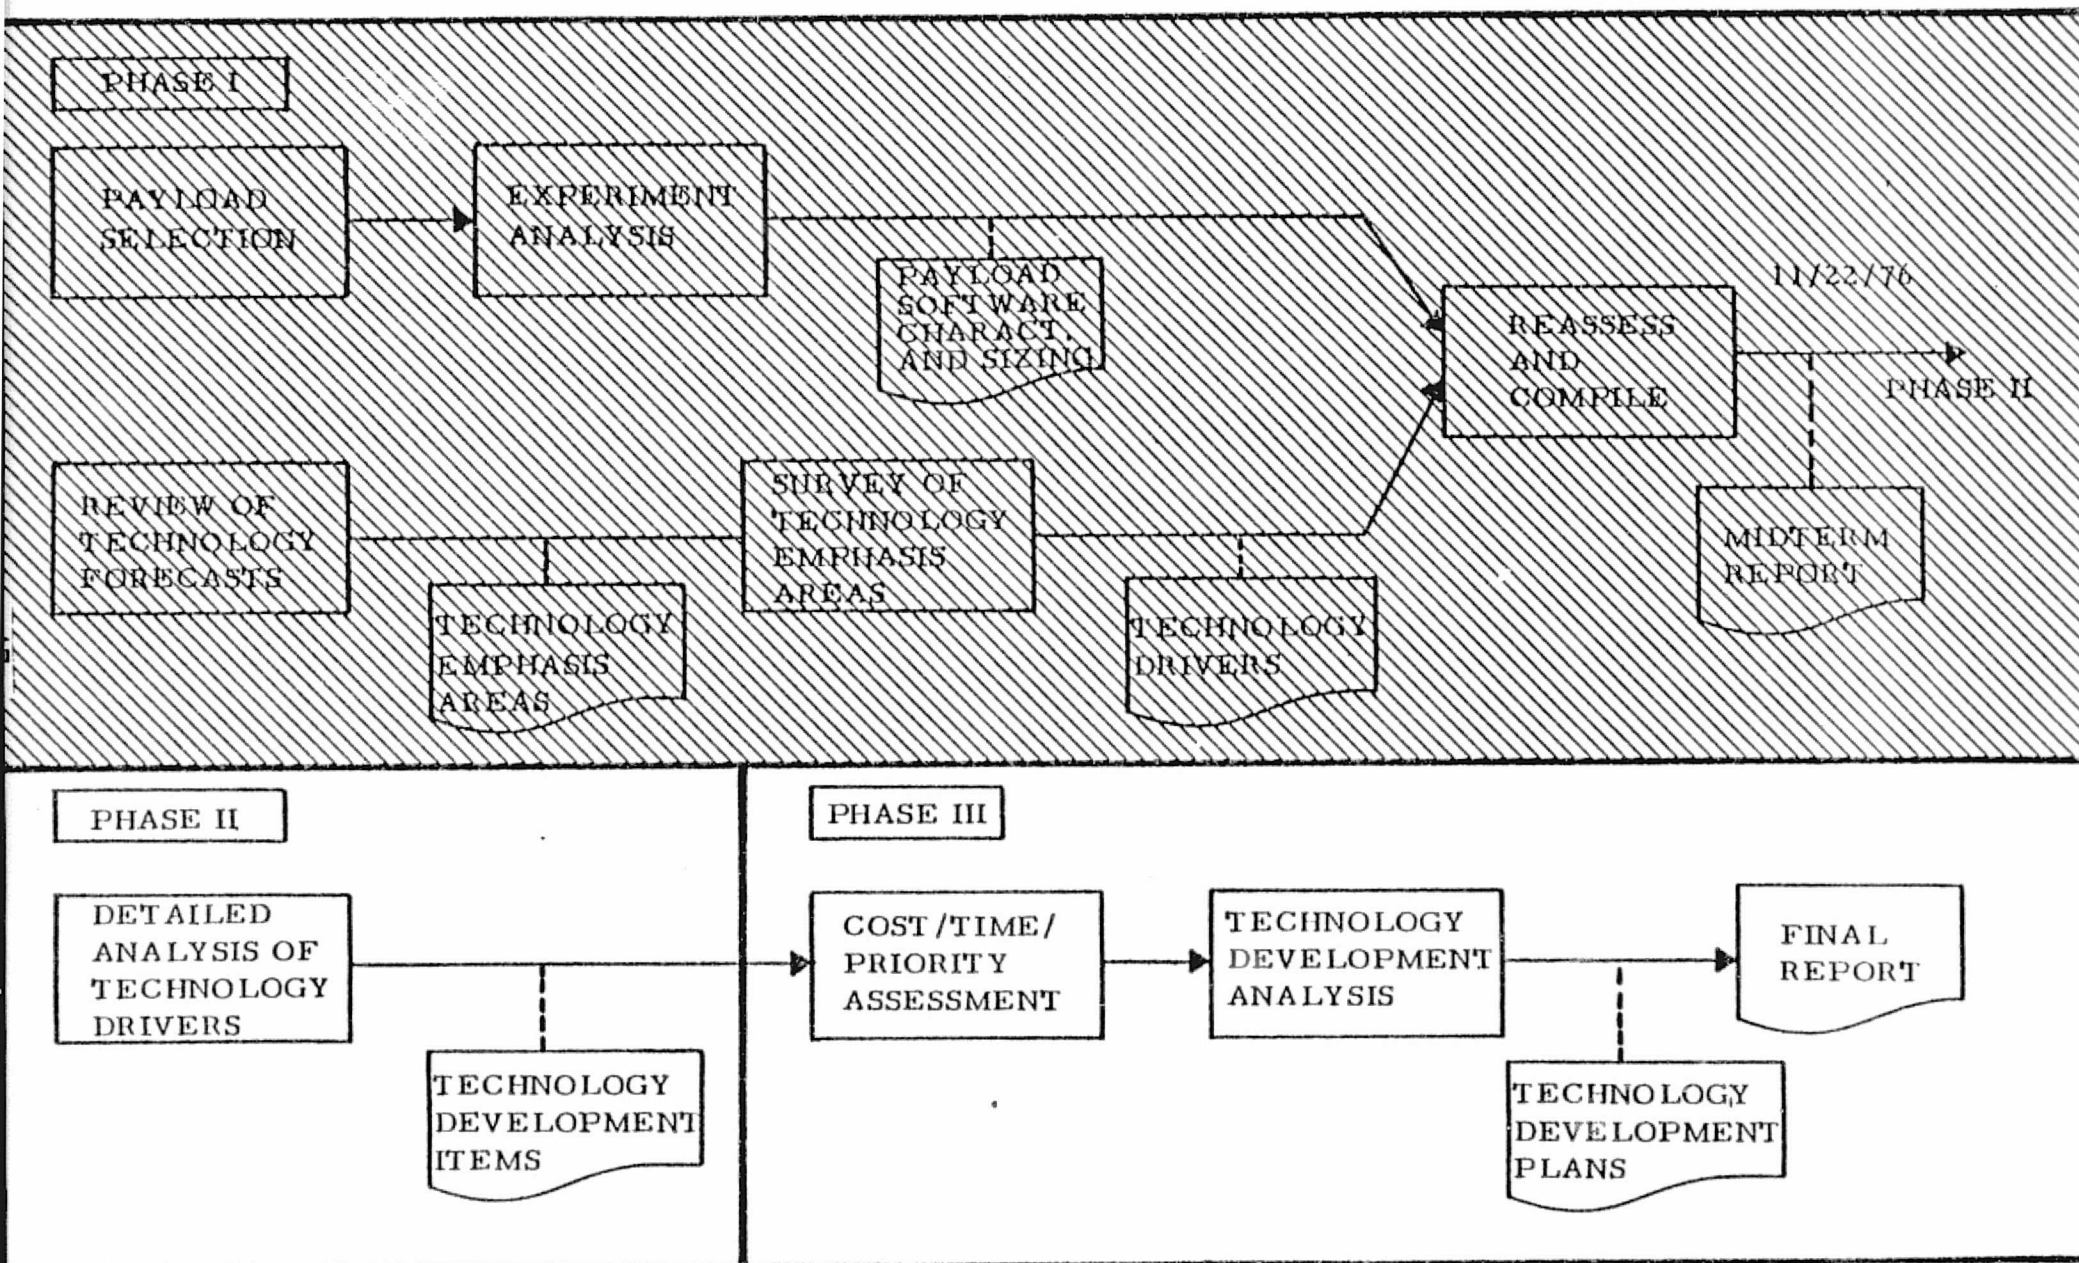 PHASE I
PAYLOAD
SELECTION
EXPERIMENT
ANALYSIS
PAYLOAD
SOFTWARE
CHARACT.
AND SIZING
REVIEW OF
TECHNOLOGY
FORECASTS
TECHNOLOGY
EMPHASIS
AREAS
SURVEY OF
TECHNOLOGY
EMPHASIS
AREAS
TECHNOLOGY
DRIVERS
REASSESS
AND
COMPILE
11/22/76
PHASE II
MIDTERM
REPORT
PHASE II
DETAILED
ANALYSIS OF
TECHNOLOGY
DRIVERS
TECHNOLOGY
DEVELOPMENT
ITEMS
PHASE III
COST/TIME/
PRIORITY
ASSESSMENT
TECHNOLOGY
DEVELOPMENT
ANALYSIS
TECHNOLOGY
DEVELOPMENT
PLANS
FINAL
REPORT